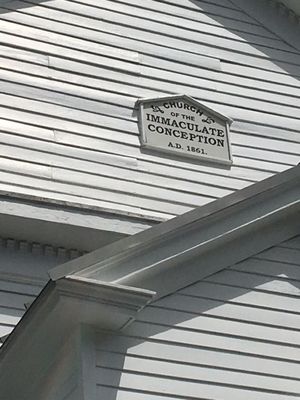 CHURCH
OF THE
IMMACULATE
CONCEPTION
A.D. 1861.